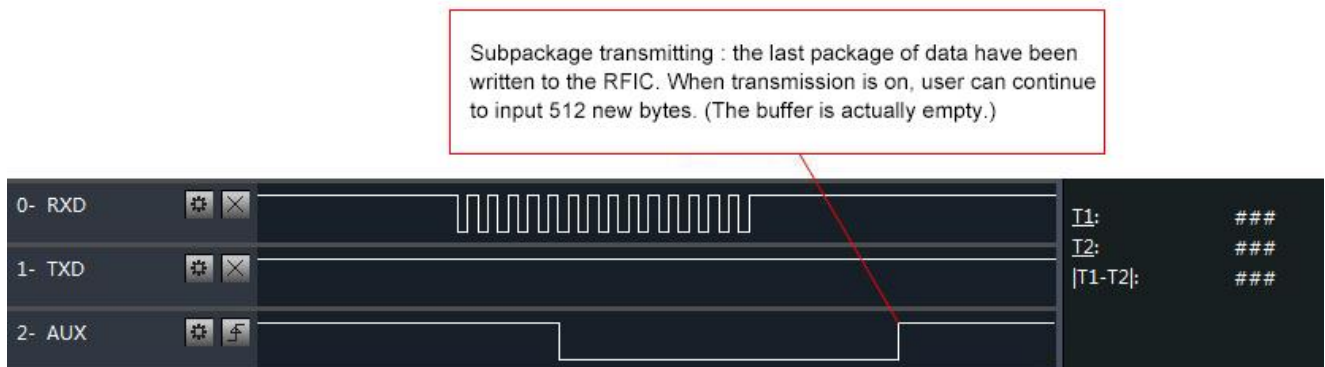 Subpackage transmitting : the last package of data have been
written to the RFIC. When transmission is on, user can continue
to input 512 new bytes. (The buffer is actually empty.)
0- RXD
T1: ###
1- TXD
T2: ###
|T1-T2|: ###
2- AUX